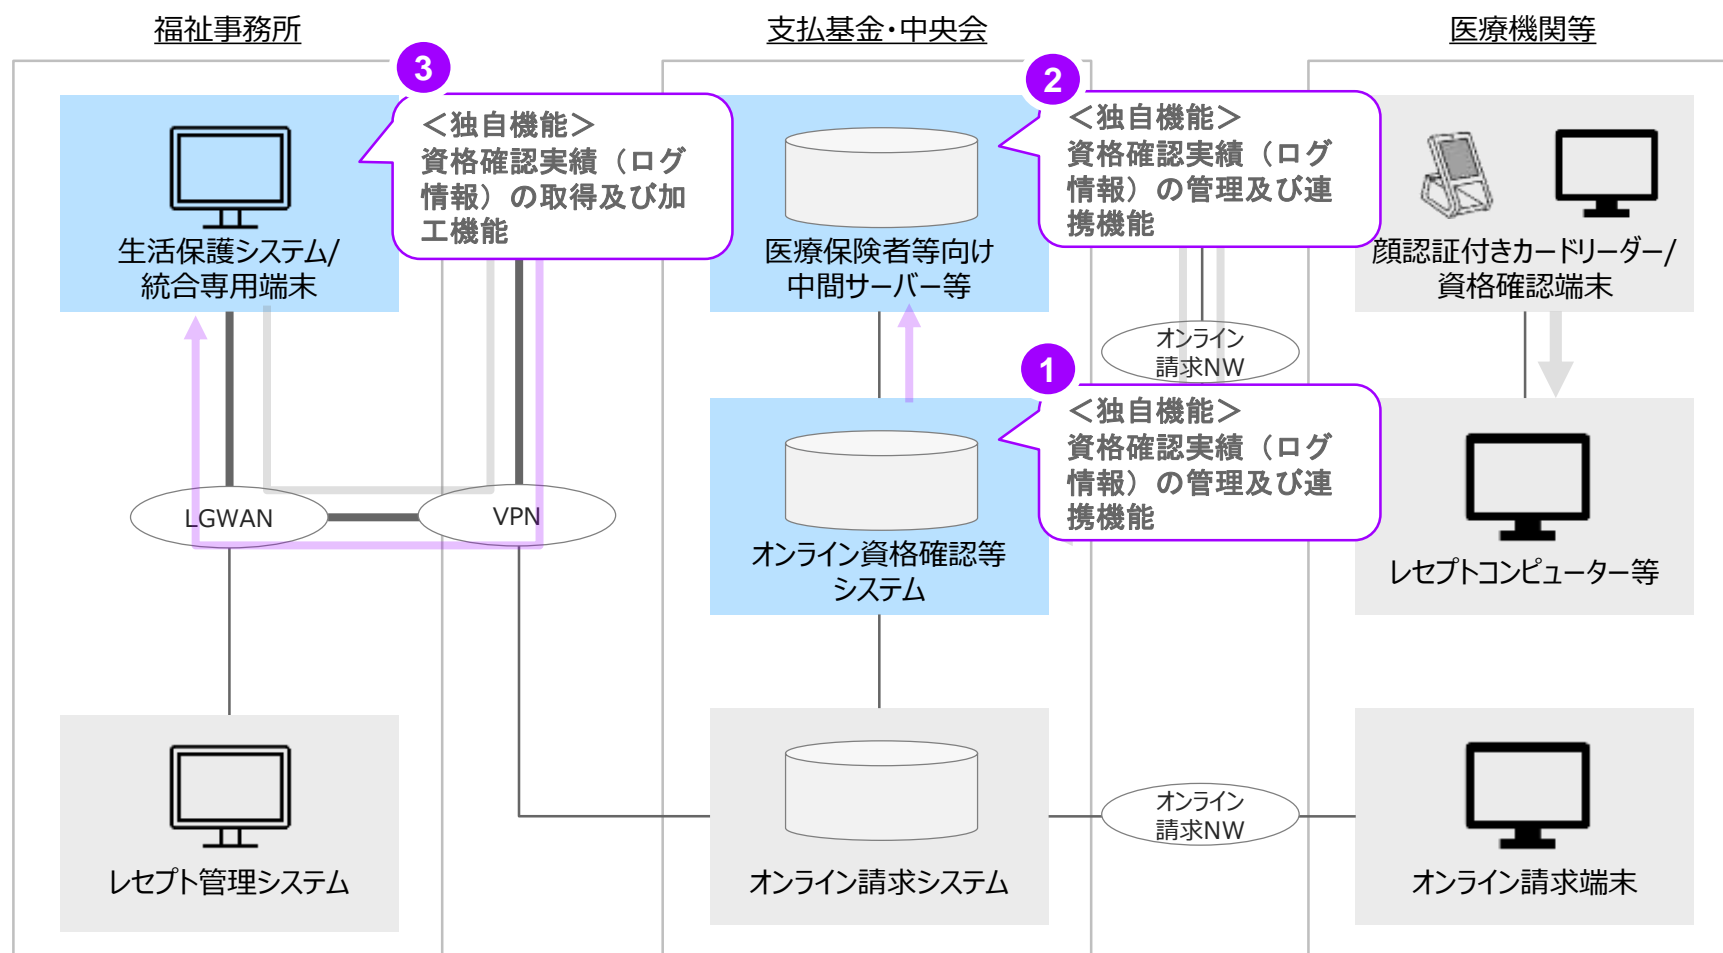 福祉事務所
支払基金・中央会
医療機関等
3
＜独自機能＞
資格確認実績（ログ
情報）の取得及び加
工機能
生活保護システム/
統合専用端末
2
＜独自機能＞
資格確認実績（ログ
情報）の管理及び連
携機能
医療保険者等向け
中間サーバー等
顔認証付きカードリーダー/
資格確認端末
オンライン
請求NW
1
＜独自機能＞
資格確認実績（ログ
情報）の管理及び連
携機能
LGWAN
VPN
オンライン資格確認等
システム
レセプトコンピューター等
オンライン
請求NW
レセプト管理システム
オンライン請求システム
オンライン請求端末